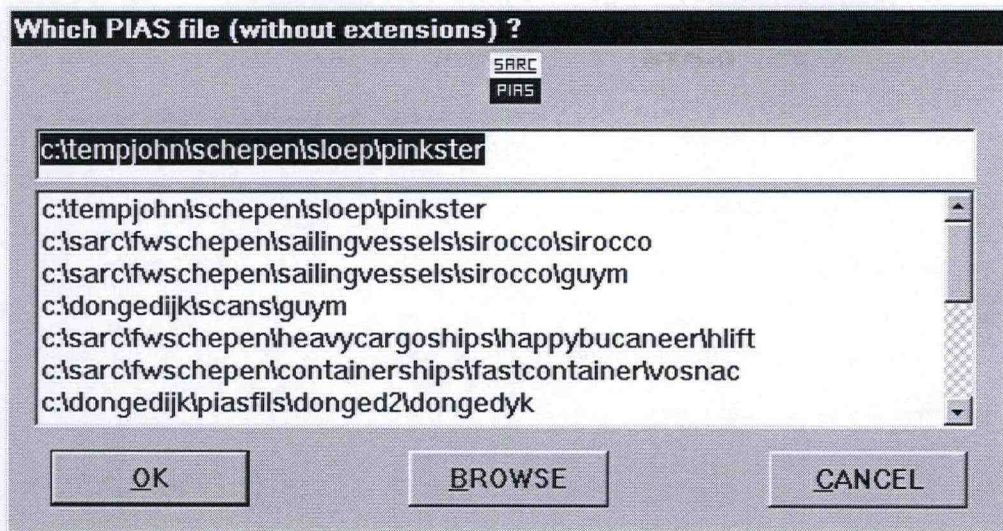 Which PIAS file (without extensions) ?
SARC
PIAS
c:\tempjohn\schepen\sloep\pinkster
c:\tempjohn\schepen\sloep\pinkster
c:\sarc\fwschepen\sailingvessels\sirocco\sirocco
c:\sarc\fwschepen\sailingvessels\sirocco\guym
c:\dongedijk\scans\guym
c:\sarc\fwschepen\heavycargoships\happybucaneer\hlift
c:\sarc\fwschepen\containerships\fastcontainer\vosnac
c:\dongedijk\piasfils\donged2\dongedyk
OK BROWSE CANCEL